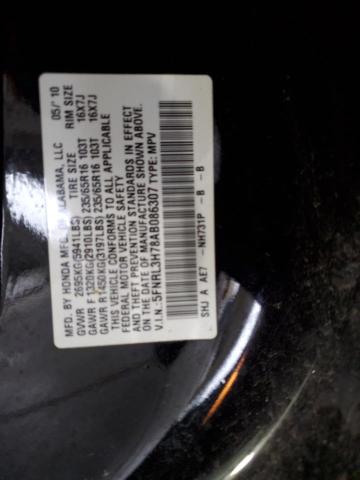 MFD. BY HONDA MFG. OF ALABAMA, LLC 05/'10
GVWR 2695KG(5941LBS) TIRE SIZE RIM SIZE
GAWR F 1320KG(2910LBS) 235/65R16 103T 16X7J
GAWR R 1450KG(3197LBS) 235/65R16 103T 16X7J
THIS VEHICLE CONFORMS TO ALL APPLICABLE
FEDERAL MOTOR VEHICLE SAFETY
AND THEFT PREVENTION STANDARDS IN EFFECT
ON THE DATE OF MANUFACTURE SHOWN ABOVE.
V.I.N.: 5FNRL3H78AB086307 TYPE: MPV
SHJ A AE7 -NH731P -B -B